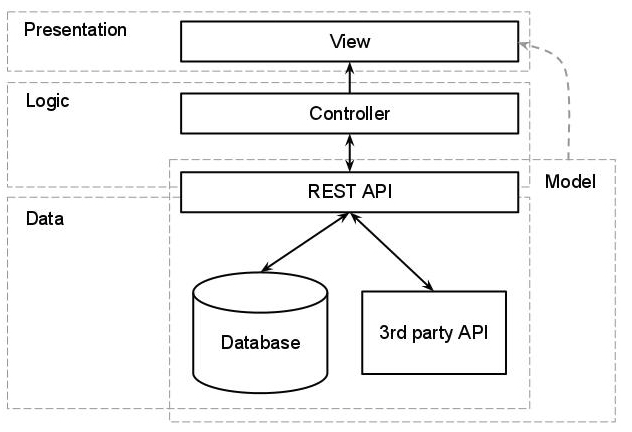 Presentation
View
Logic
Controller
REST API
Model
Data
Database
3rd party API